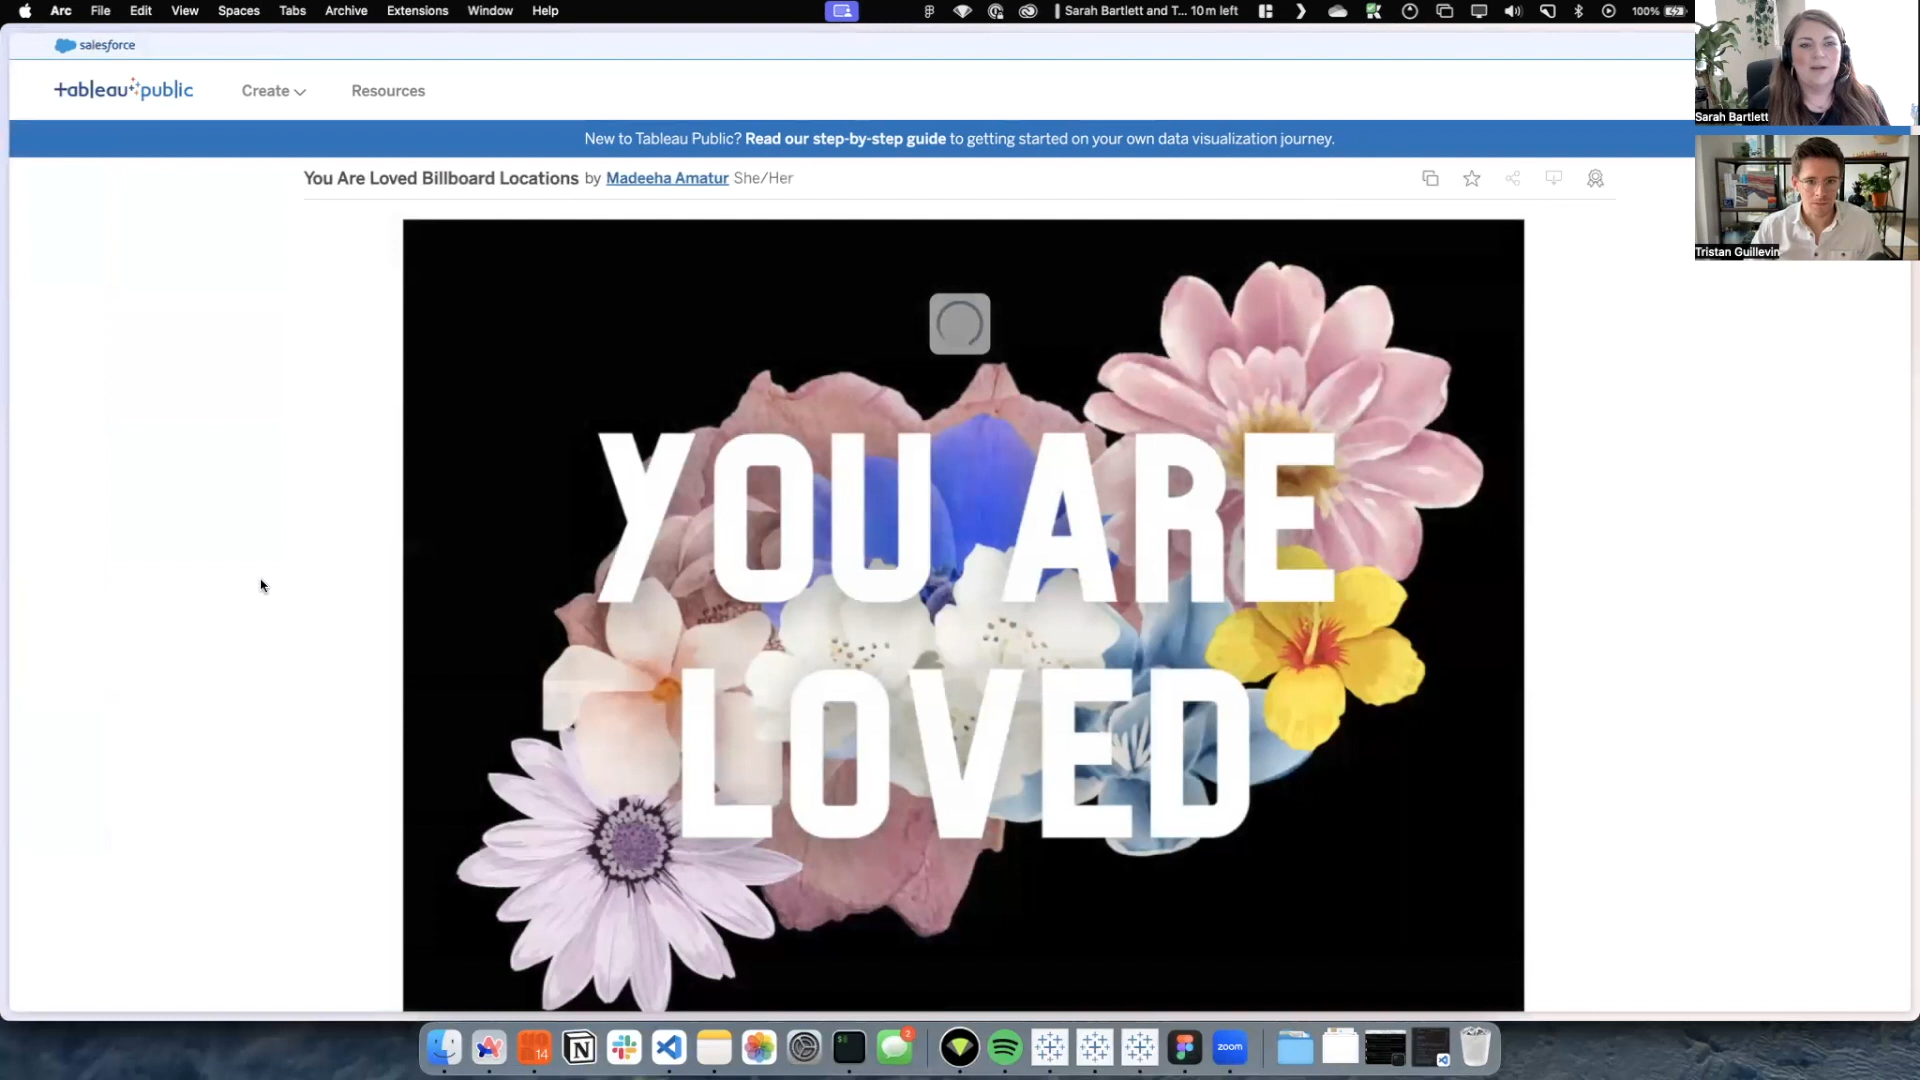 Arc File Edit View Spaces Tabs Archive Extensions Window Help Sarah Bartlett and T... 10m left 100%
salesforce
tableau public Create Resources
New to Tableau Public? Read our step-by-step guide to getting started on your own data visualization journey.
Sarah Bartlett
You Are Loved Billboard Locations by Madeeha Amatur She/Her
Tristan Guillevin
YOU ARE
LOVED
14
2
zoom